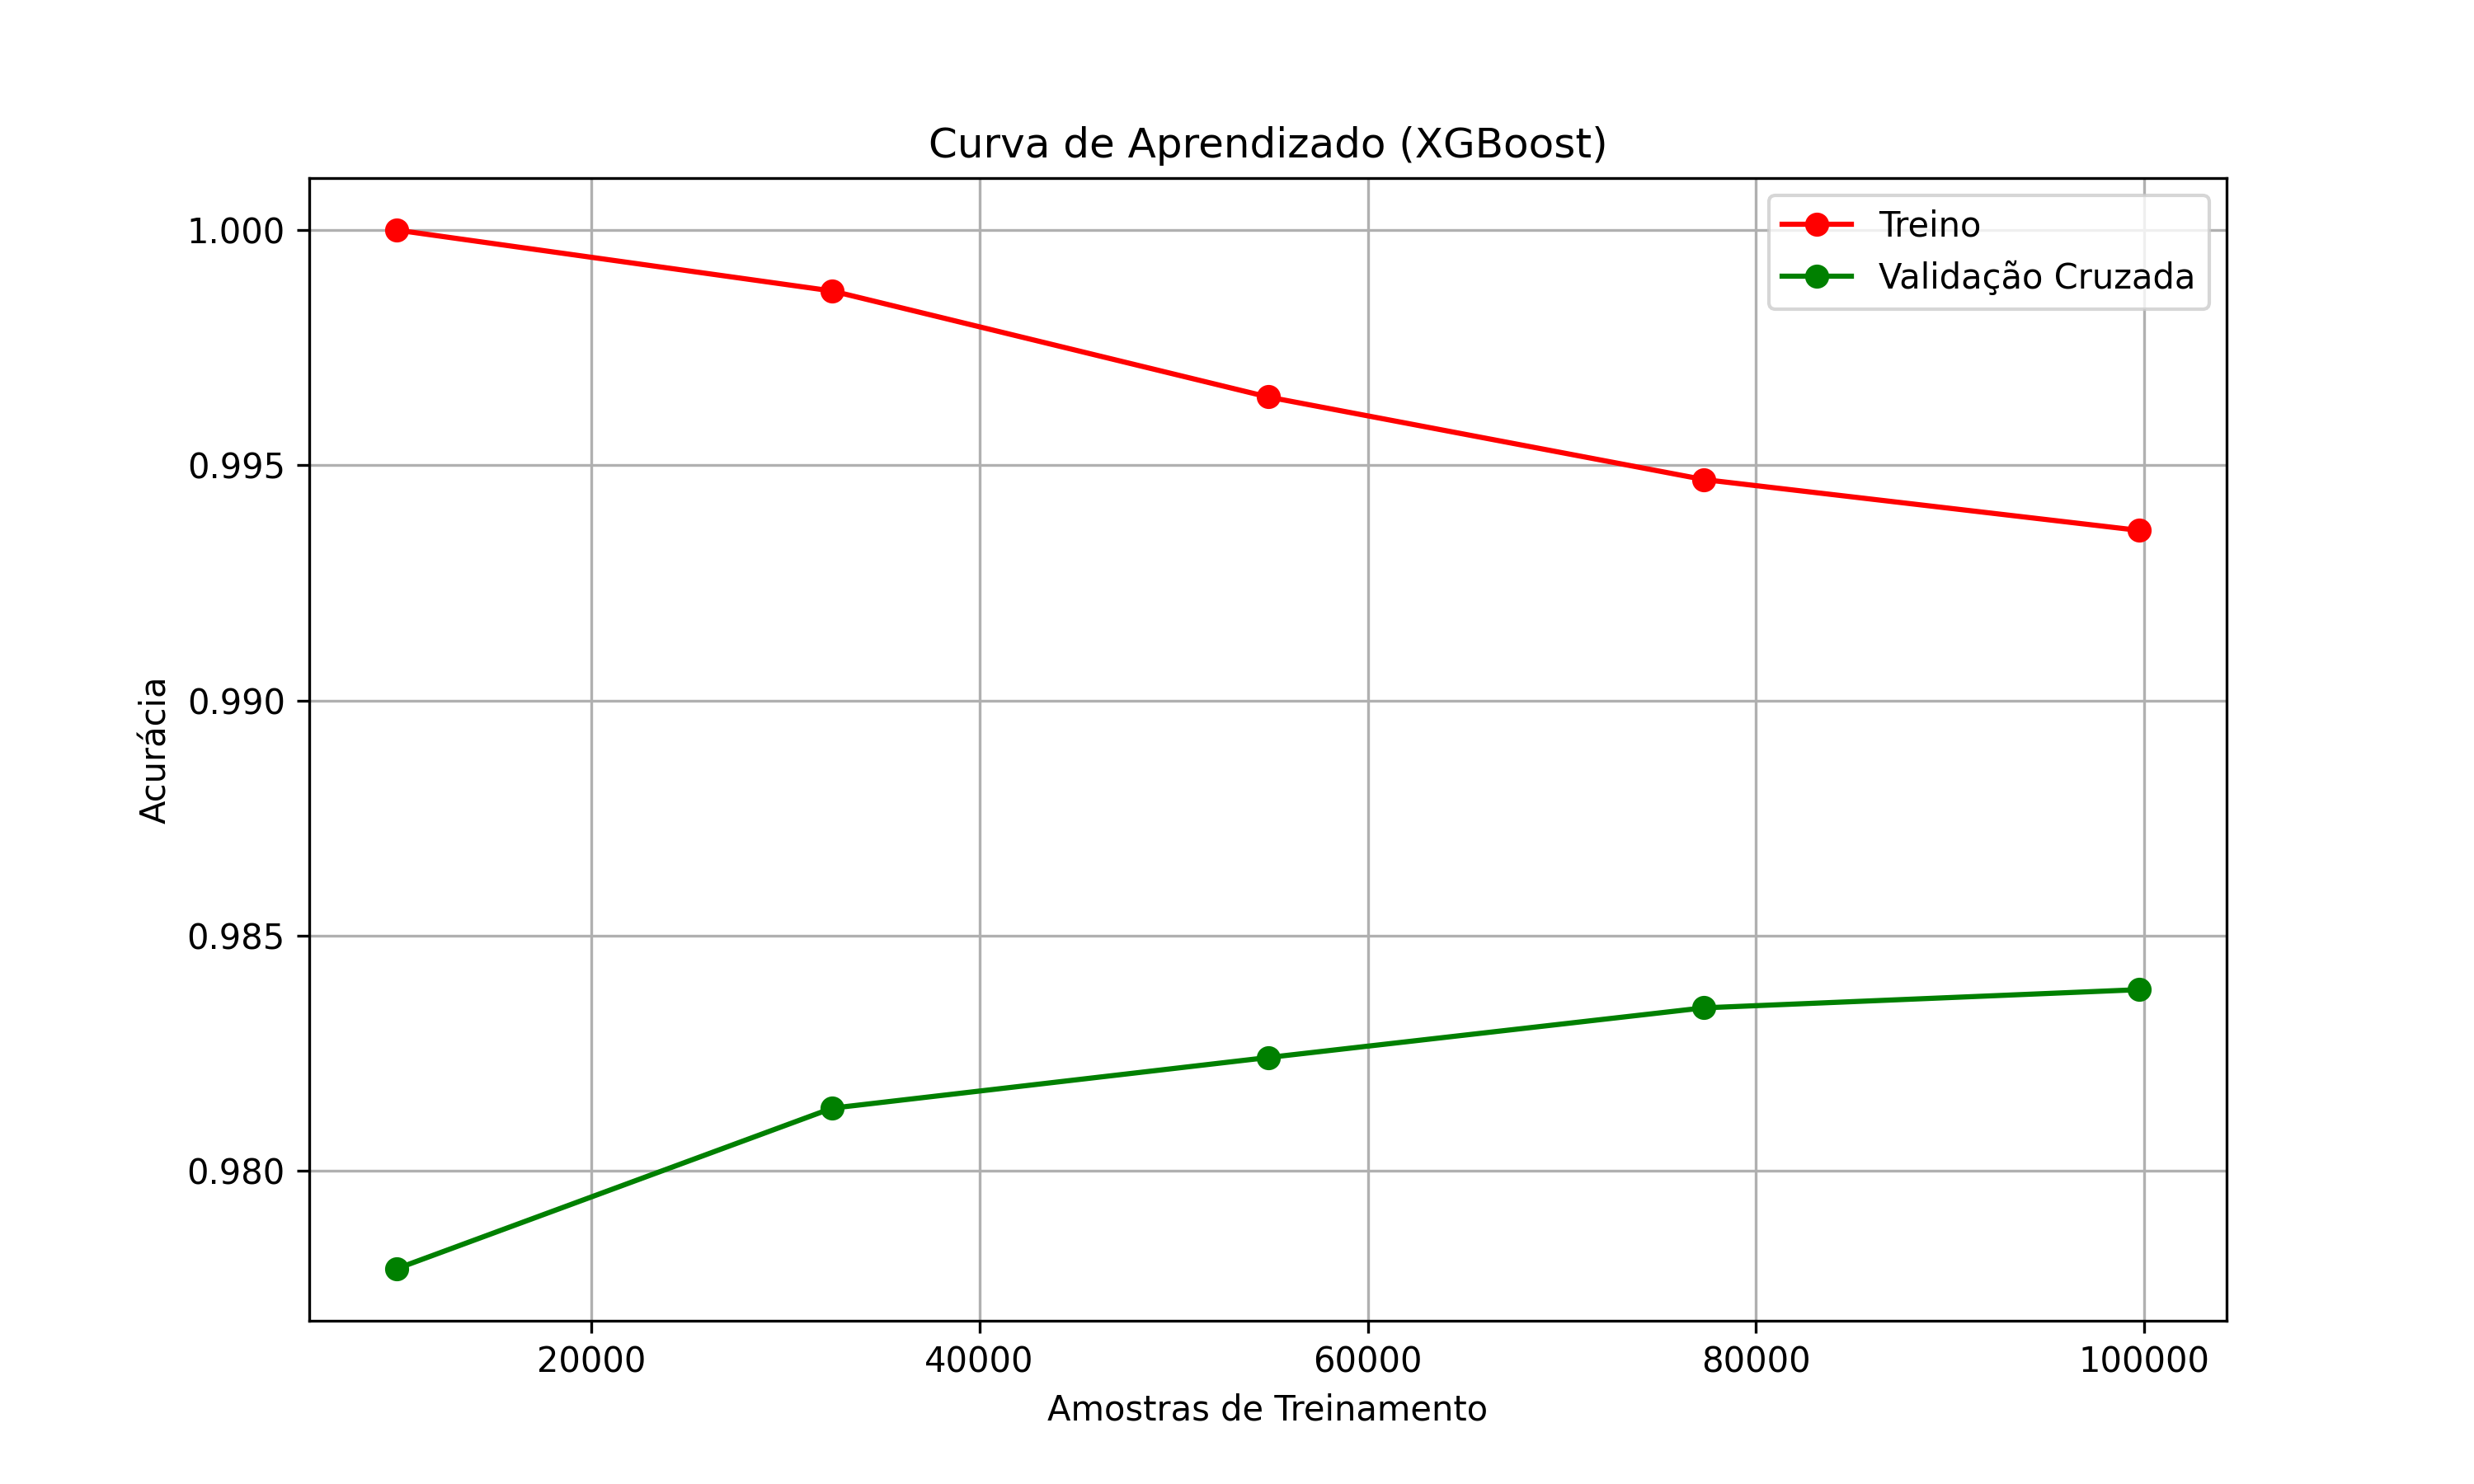 Curva de Aprendizado (XGBoost)
Treino
Validação Cruzada
1.000
0.995
0.990
0.985
0.980
Acurácia
20000
40000
60000
80000
100000
Amostras de Treinamento